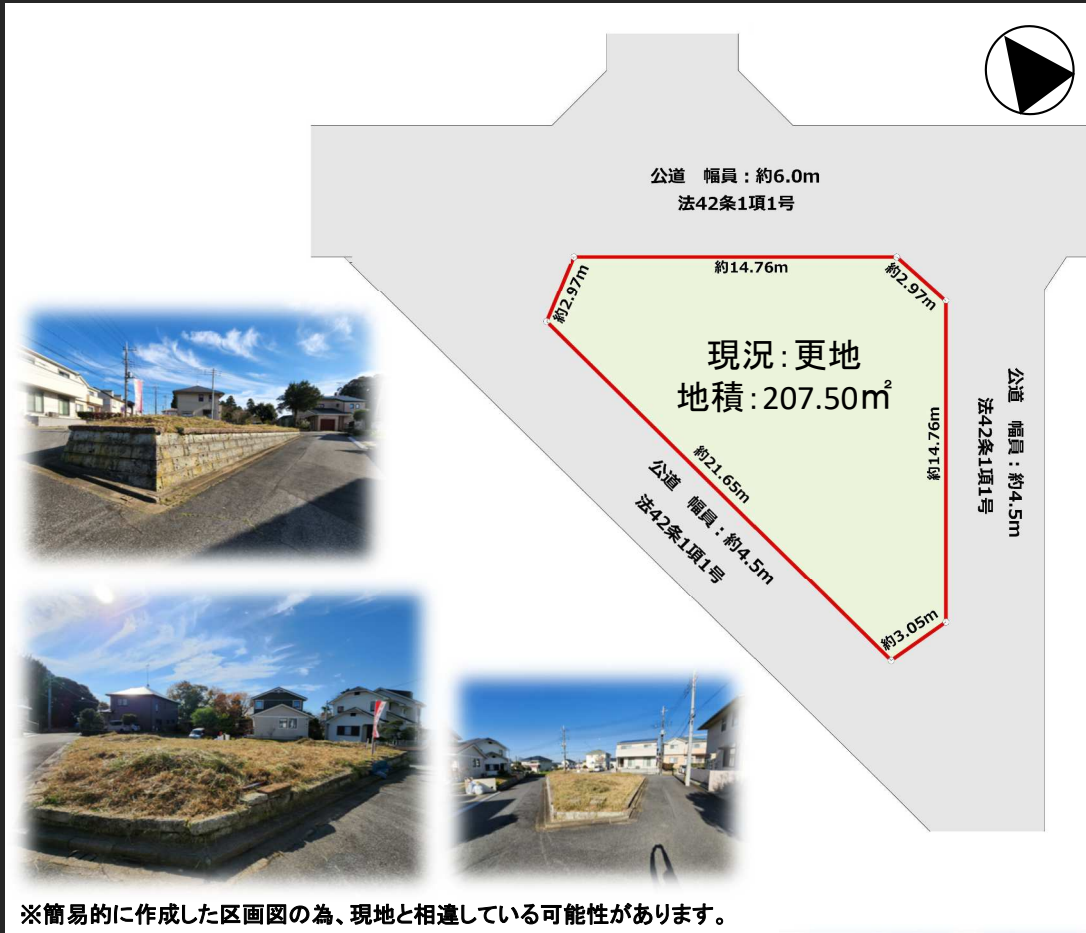 公道　幅員：約6.0m
法42条1項1号
約14.76m
約2.97m
約2.97m
現況：更地
地積：207.50㎡
約14.76m
公道　幅員：約4.5m
法42条1項1号
約21.65m
公道　幅員：約4.5m
法42条1項1号
約3.05m
※簡易的に作成した区画図の為、現地と相違している可能性があります。